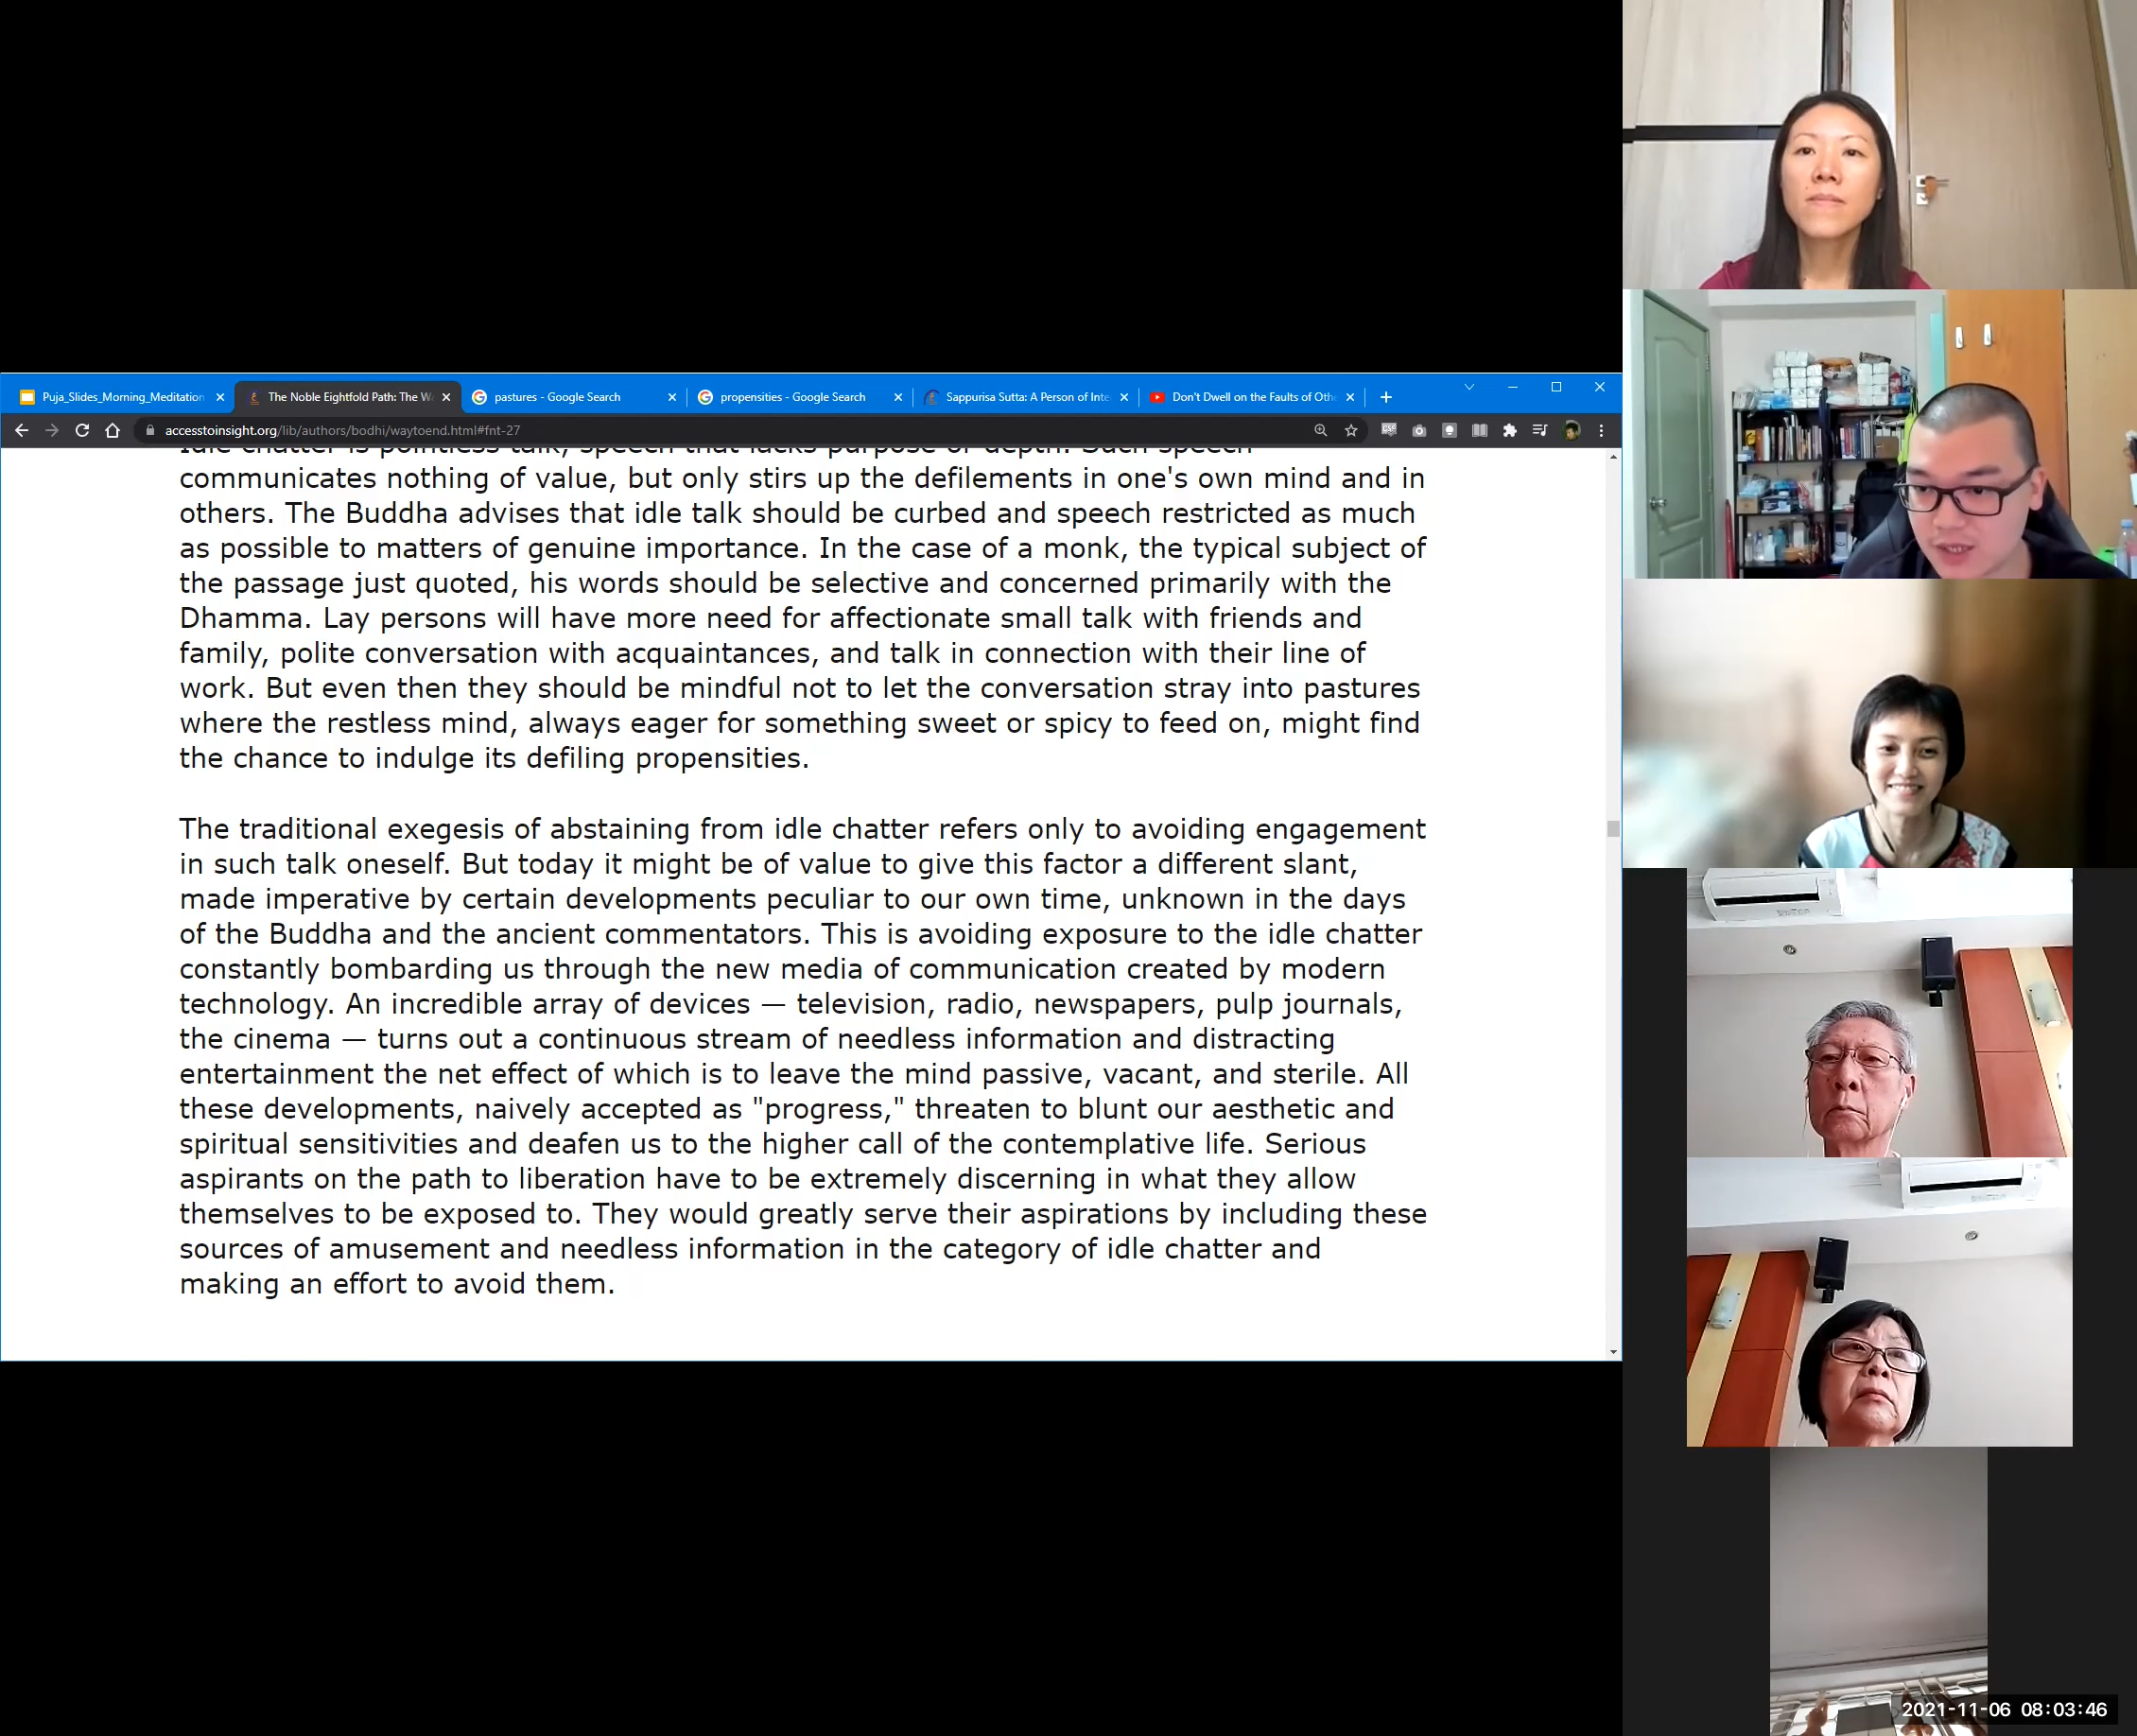 Puja_Slides_Morning_Meditation
The Noble Eightfold Path: The W
pastures - Google Search
propensities - Google Search
Sappurisa Sutta: A Person of Inte
Don't Dwell on the Faults of Othe
accesstoinsight.org/lib/authors/bodhi/waytoend.html#fnt-27
Idle chatter is pointless talk, speech that lacks purpose or depth. Such speech
communicates nothing of value, but only stirs up the defilements in one's own mind and in
others. The Buddha advises that idle talk should be curbed and speech restricted as much
as possible to matters of genuine importance. In the case of a monk, the typical subject of
the passage just quoted, his words should be selective and concerned primarily with the
Dhamma. Lay persons will have more need for affectionate small talk with friends and
family, polite conversation with acquaintances, and talk in connection with their line of
work. But even then they should be mindful not to let the conversation stray into pastures
where the restless mind, always eager for something sweet or spicy to feed on, might find
the chance to indulge its defiling propensities.
The traditional exegesis of abstaining from idle chatter refers only to avoiding engagement
in such talk oneself. But today it might be of value to give this factor a different slant,
made imperative by certain developments peculiar to our own time, unknown in the days
of the Buddha and the ancient commentators. This is avoiding exposure to the idle chatter
constantly bombarding us through the new media of communication created by modern
technology. An incredible array of devices — television, radio, newspapers, pulp journals,
the cinema — turns out a continuous stream of needless information and distracting
entertainment the net effect of which is to leave the mind passive, vacant, and sterile. All
these developments, naively accepted as "progress," threaten to blunt our aesthetic and
spiritual sensitivities and deafen us to the higher call of the contemplative life. Serious
aspirants on the path to liberation have to be extremely discerning in what they allow
themselves to be exposed to. They would greatly serve their aspirations by including these
sources of amusement and needless information in the category of idle chatter and
making an effort to avoid them.
2021-11-06 08:03:46